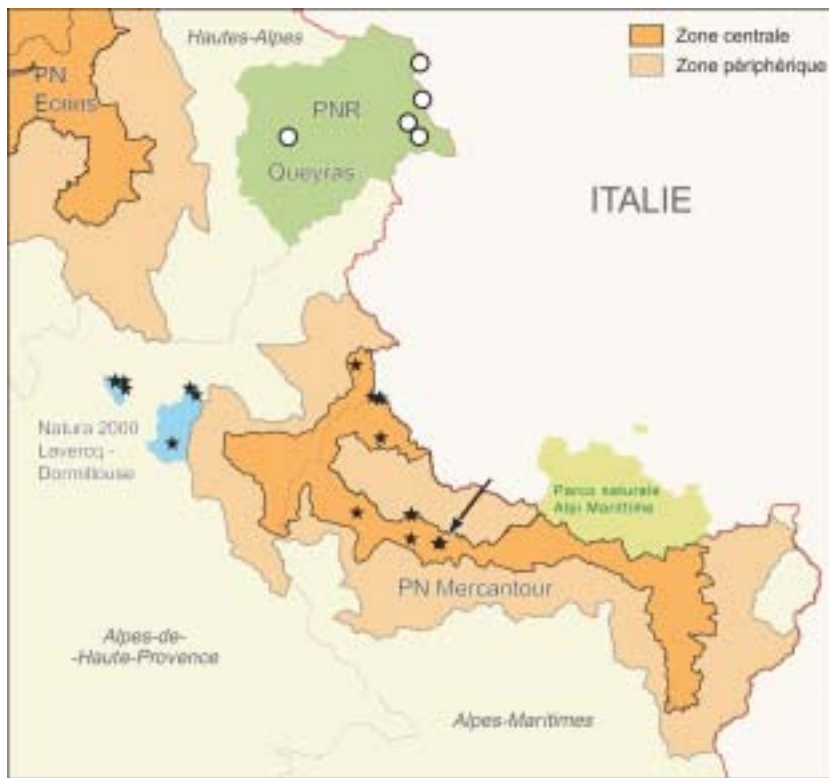 Hautes-Alpes
Zone centrale
Zone périphérique
PN
Ecrins
PNR
Queyras
ITALIE
Natura 2000
Lavercq -
Dormillouse
Parco naturale
Alpi Marittime
PN Mercantour
Alpes-de-
-Haute-Provence
Alpes-Maritimes